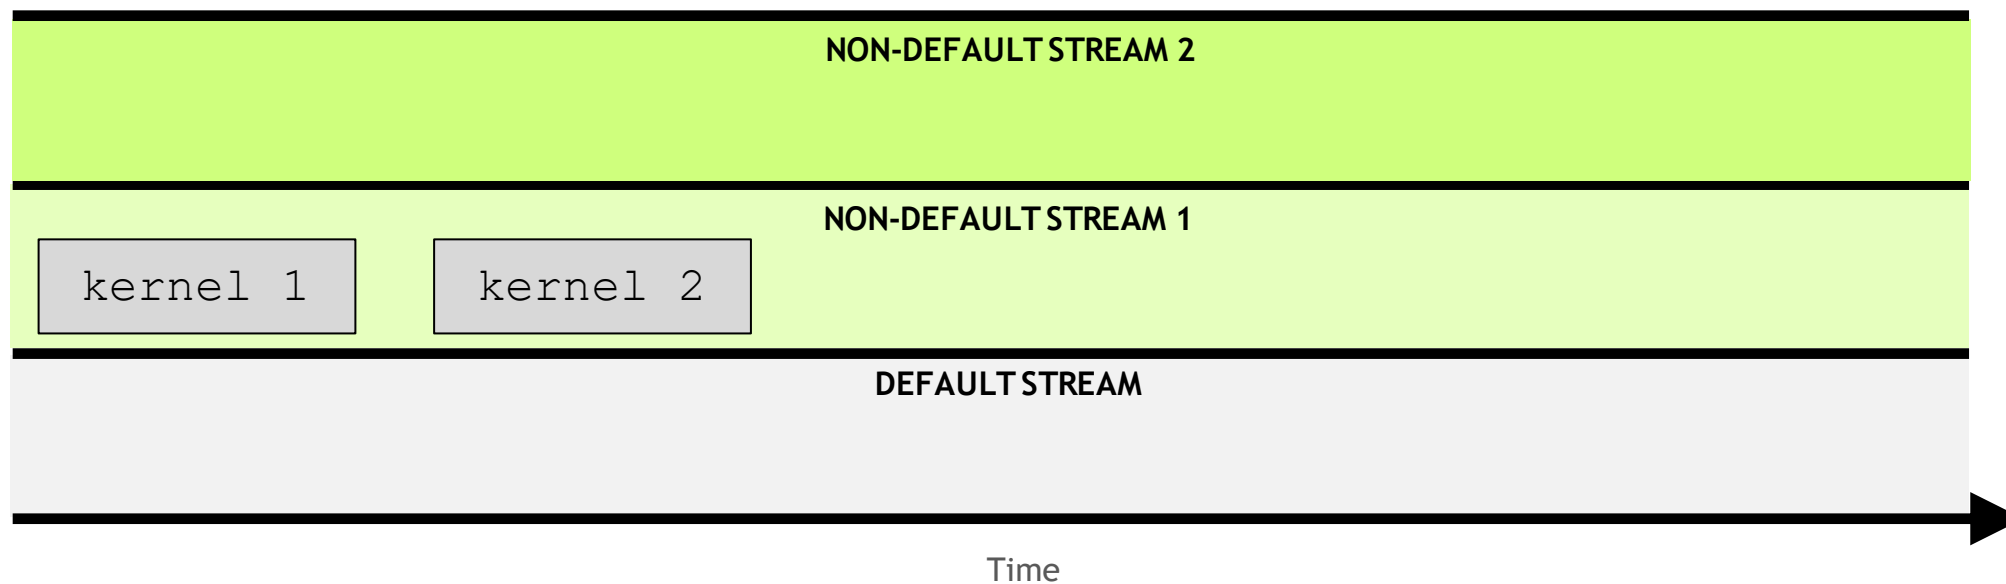 NON-DEFAULT STREAM 2
NON-DEFAULT STREAM 1
kernel 1 kernel 2
DEFAULT STREAM
Time